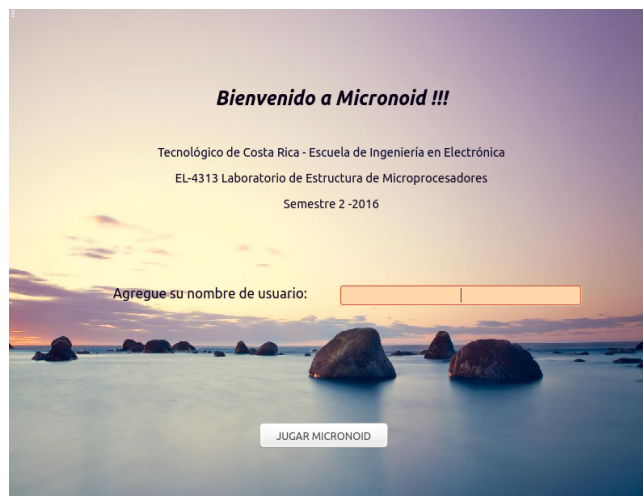 Bienvenido a Micronoid !!!
Tecnológico de Costa Rica - Escuela de Ingeniería en Electrónica
EL-4313 Laboratorio de Estructura de Microprocesadores
Semestre 2 -2016
Agregue su nombre de usuario:
JUGAR MICRONOID